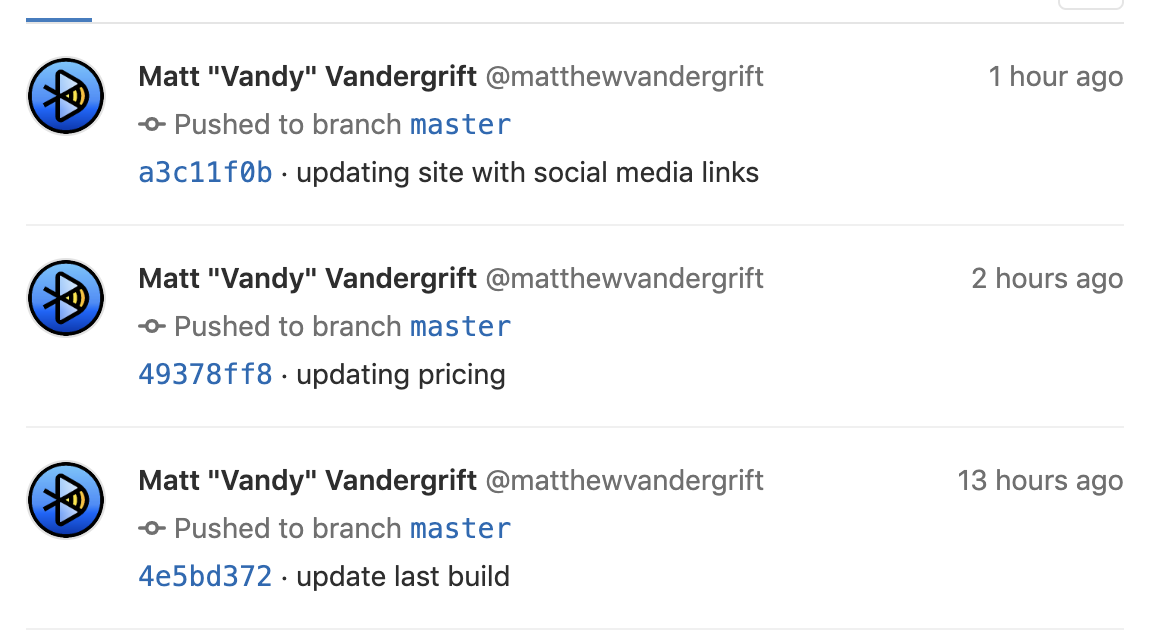 Matt "Vandy" Vandergrift @matthewvandergrift 1 hour ago
Pushed to branch master
a3c11f0b · updating site with social media links
Matt "Vandy" Vandergrift @matthewvandergrift 2 hours ago
Pushed to branch master
49378ff8 · updating pricing
Matt "Vandy" Vandergrift @matthewvandergrift 13 hours ago
Pushed to branch master
4e5bd372 · update last build